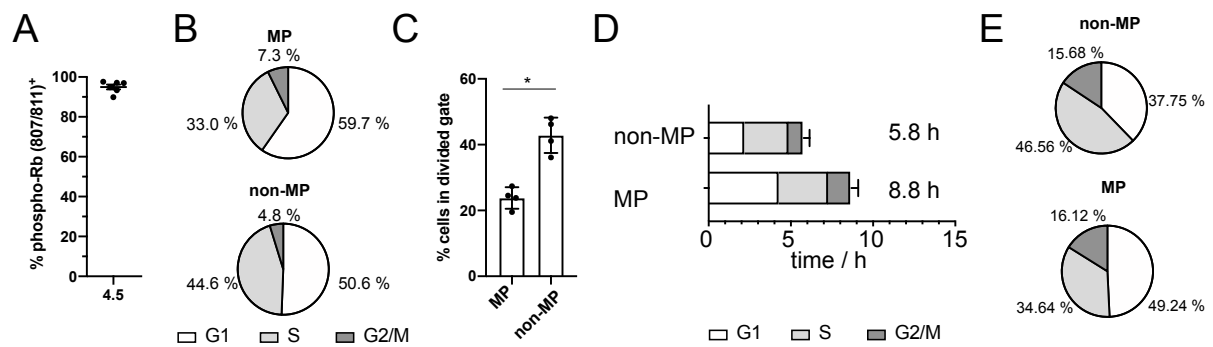 A
% phospho-Rb (807/811)+
100
80
60
40
20
0
4.5
B
MP
7.3 %
33.0 %
59.7 %
non-MP
4.8 %
44.6 %
50.6 %
G1
S
G2/M
C
% cells in divided gate
60
40
20
0
*
MP
non-MP
D
non-MP
5.8 h
MP
8.8 h
0
5
10
15
time / h
G1
S
G2/M
E
non-MP
15.68 %
37.75 %
46.56 %
MP
16.12 %
34.64 %
49.24 %